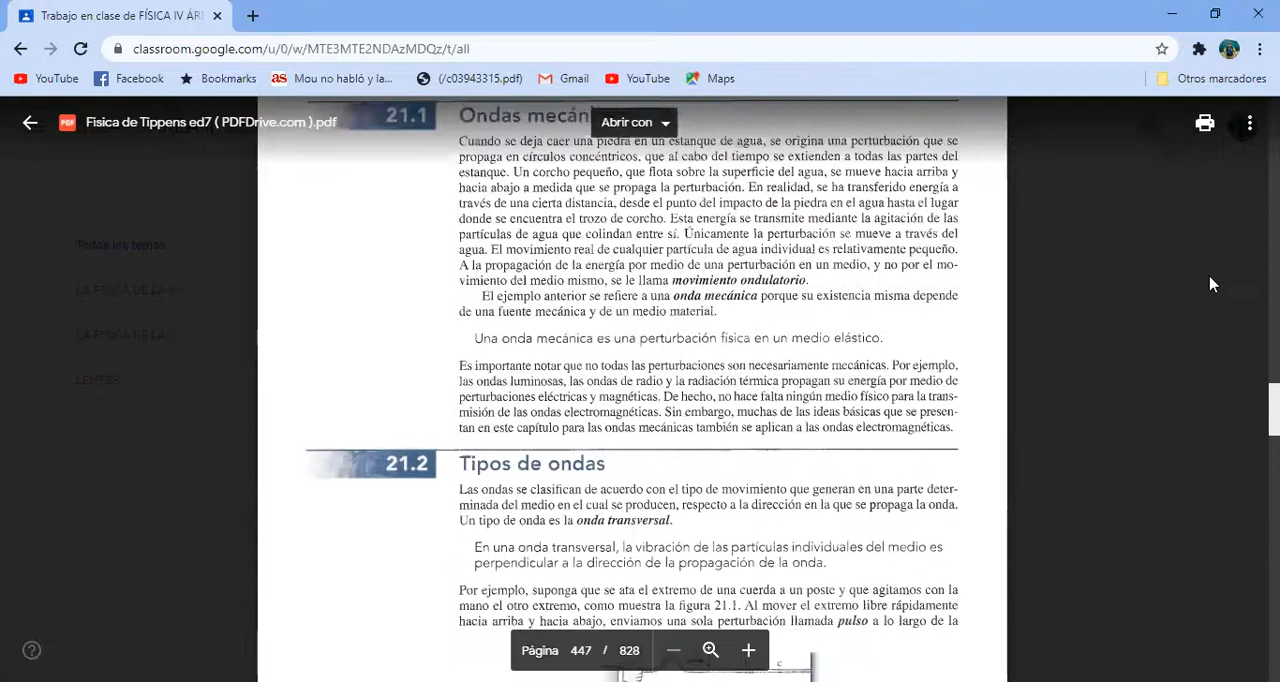 Trabajo en clase de FÍSICA IV ÁRE
classroom.google.com/u/0/w/MTE3MTE2NDAzMDQz/t/all
YouTube Facebook Bookmarks as Mou no habló y la... (/c03943315.pdf) Gmail YouTube Maps Otros marcadores
PDF Fisica de Tippens ed7 ( PDFDrive.com ).pdf
Abrir con
Todos los temas
LA FISICA DE LA
LA FISICA DE LA
21.1 Ondas mecán
Cuando se deja caer una piedra en un estanque de agua, se origina una perturbación que se
propaga en círculos concéntricos, que al cabo del tiempo se extienden a todas las partes del
estanque. Un corcho pequeño, que flota sobre la superficie del agua, se mueve hacia arriba y
hacia abajo a medida que se propaga la perturbación. En realidad, se ha transferido energía a
través de una cierta distancia, desde el punto del impacto de la piedra en el agua hasta el lugar
donde se encuentra el trozo de corcho. Esta energía se transmite mediante la agitación de las
partículas de agua que colindan entre sí. Únicamente la perturbación se mueve a través del
agua. El movimiento real de cualquier partícula de agua individual es relativamente pequeño.
A la propagación de la energía por medio de una perturbación en un medio, y no por el mo-
vimiento del medio mismo, se le llama movimiento ondulatorio.
El ejemplo anterior se refiere a una onda mecánica porque su existencia misma depende
de una fuente mecánica y de un medio material.
Una onda mecánica es una perturbación física en un medio elástico.
Es importante notar que no todas las perturbaciones son necesariamente mecánicas. Por ejemplo,
las ondas luminosas, las ondas de radio y la radiación térmica propagan su energía por medio de
perturbaciones eléctricas y magnéticas. De hecho, no hace falta ningún medio físico para la trans-
misión de las ondas electromagnéticas. Sin embargo, muchas de las ideas básicas que se presen-
tan en este capítulo para las ondas mecánicas también se aplican a las ondas electromagnéticas.
21.2 Tipos de ondas
Las ondas se clasifican de acuerdo con el tipo de movimiento que generan en una parte deter-
minada del medio en el cual se producen, respecto a la dirección en la que se propaga la onda.
Un tipo de onda es la onda transversal.
En una onda transversal, la vibración de las partículas individuales del medio es
perpendicular a la dirección de la propagación de la onda.
Por ejemplo, suponga que se ata el extremo de una cuerda a un poste y que agitamos con la
mano el otro extremo, como muestra la figura 21.1. Al mover el extremo libre rápidamente
hacia arriba y hacia abajo, enviamos una sola perturbación llamada pulso a lo largo de la
Página 447 / 828